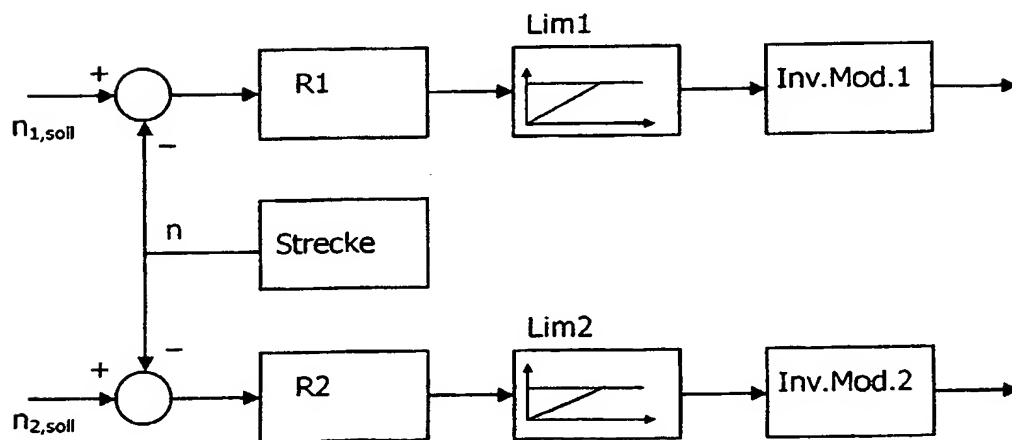 Lim1
+
R1
Inv.Mod.1
n1,soll
−
n
Strecke
Lim2
−
+
R2
Inv.Mod.2
n2,soll